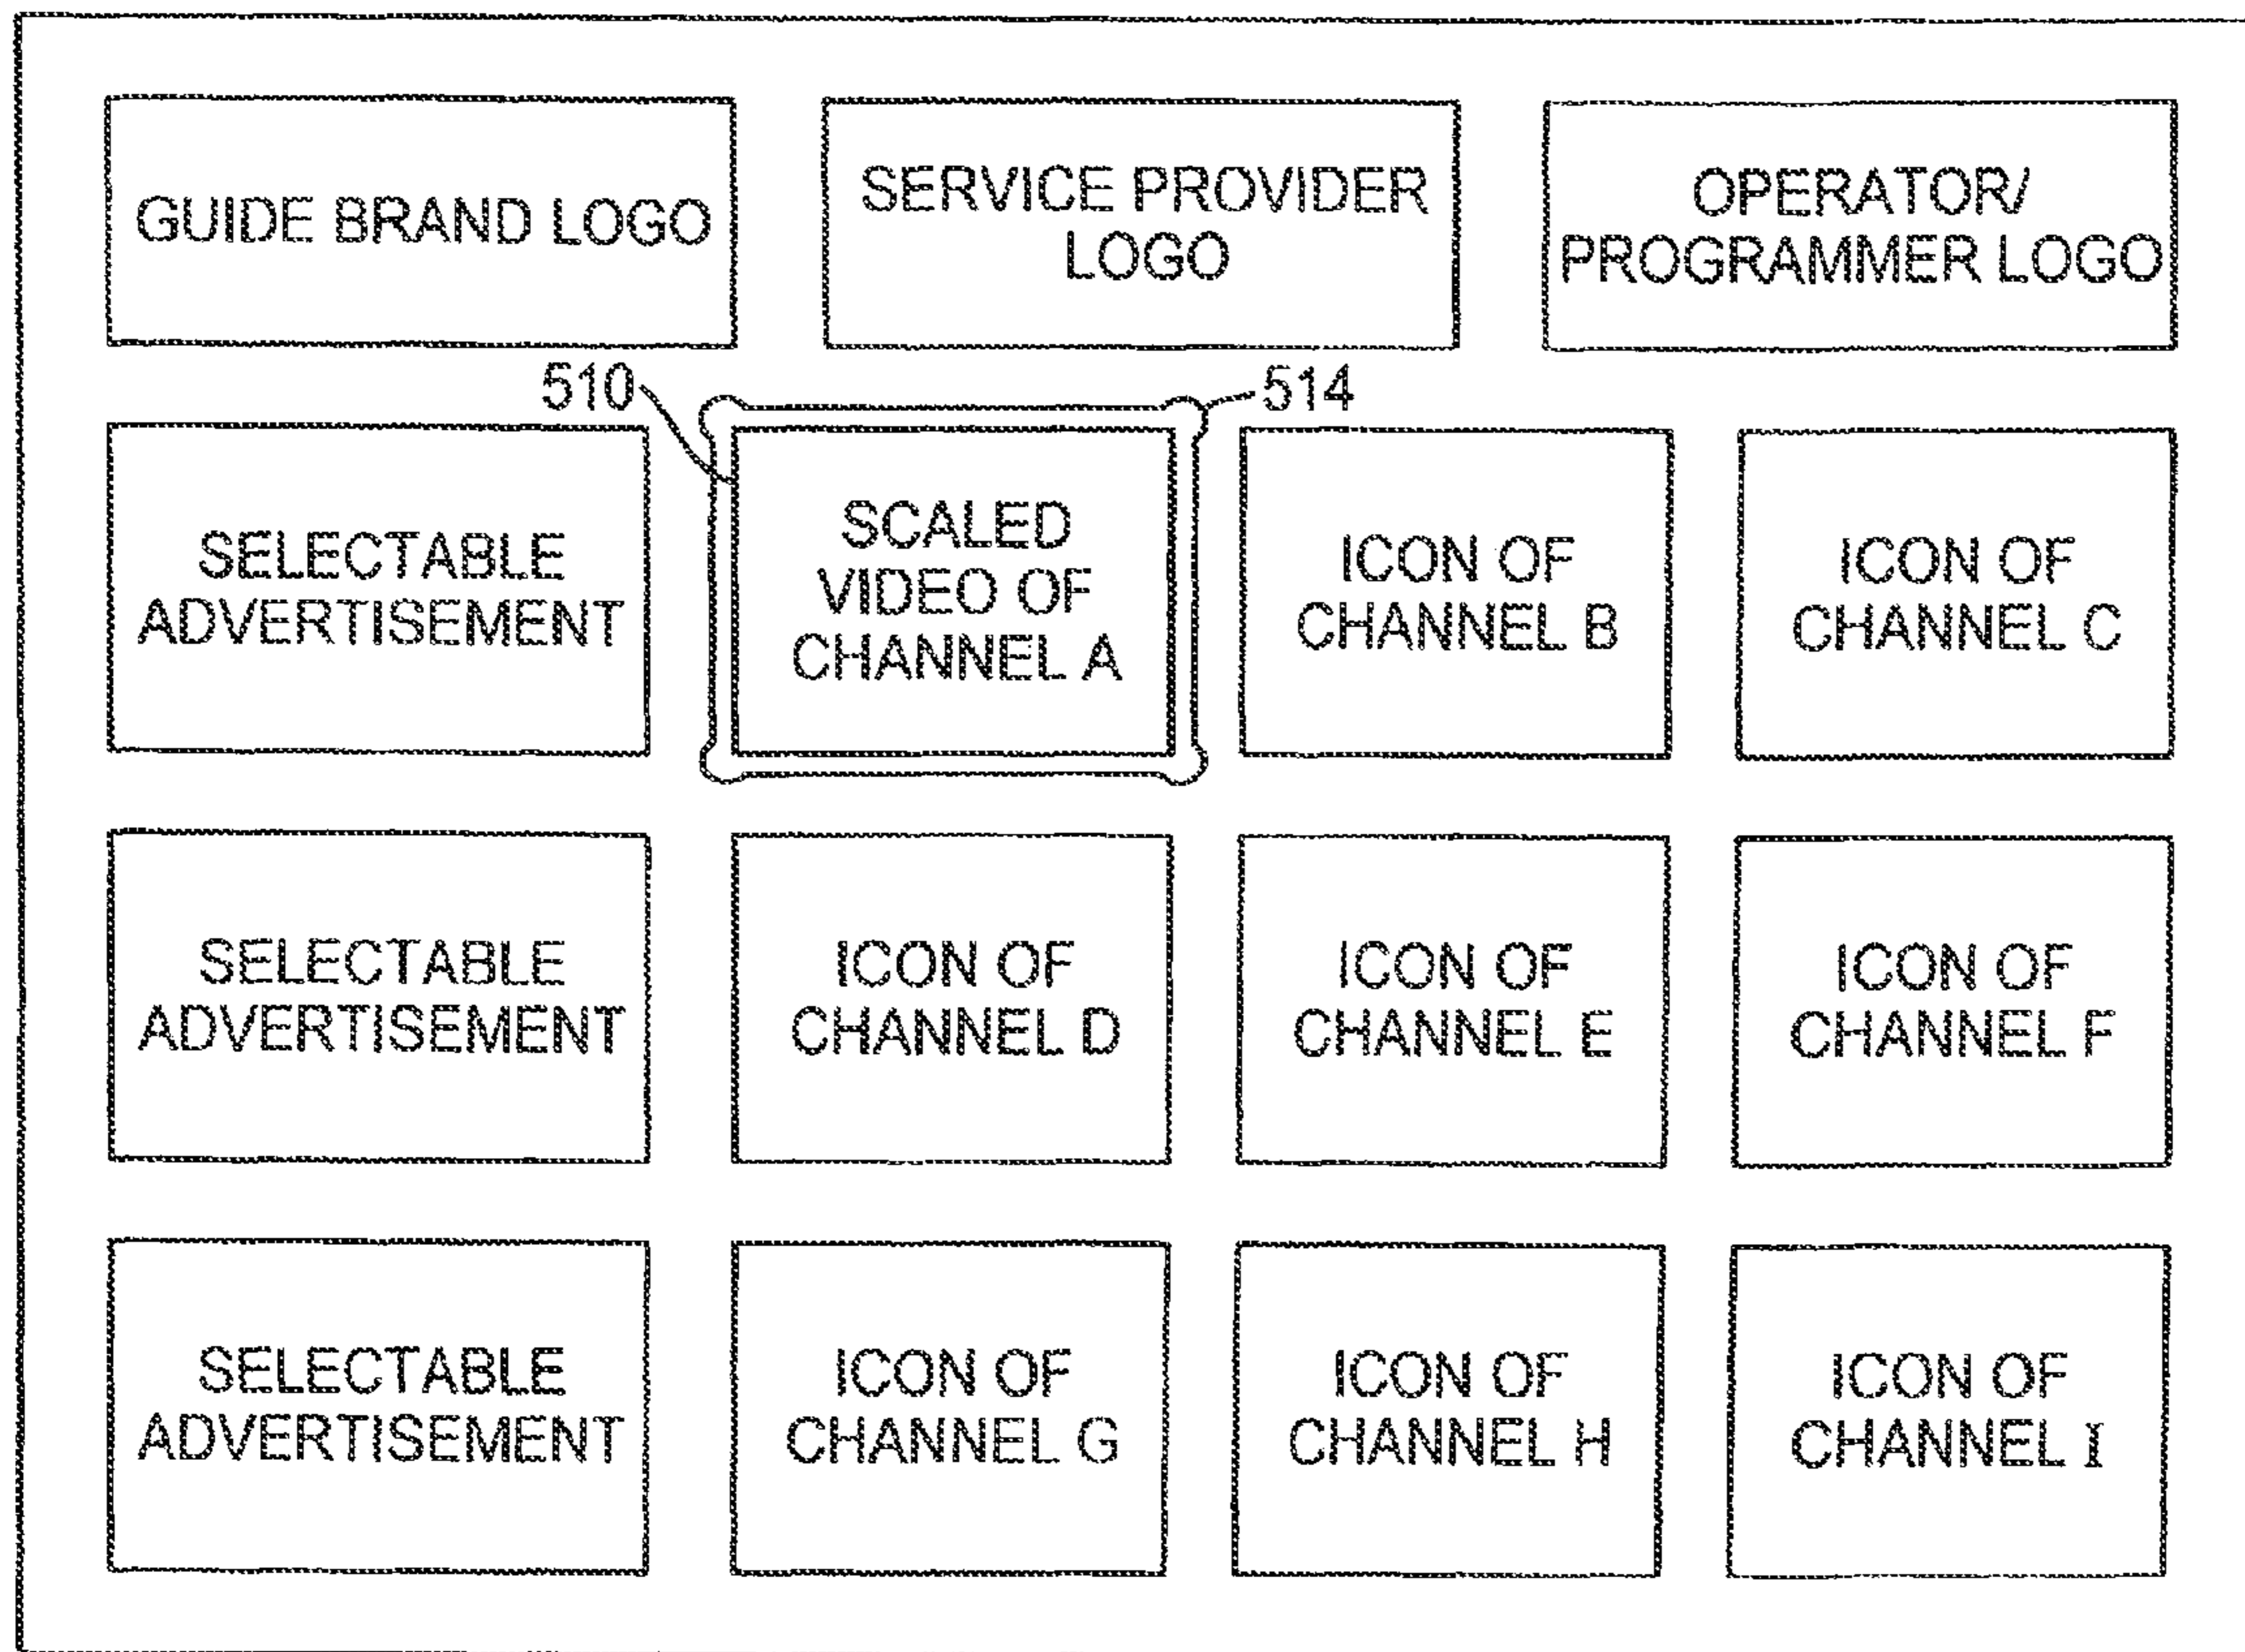 GUIDE BRAND LOGO
SERVICE PROVIDER
LOGO
OPERATOR/
PROGRAMMER LOGO
510
514
SELECTABLE
ADVERTISEMENT
SCALED
VIDEO OF
CHANNEL A
ICON OF
CHANNEL B
ICON OF
CHANNEL C
SELECTABLE
ADVERTISEMENT
ICON OF
CHANNEL D
ICON OF
CHANNEL E
ICON OF
CHANNEL F
SELECTABLE
ADVERTISEMENT
ICON OF
CHANNEL G
ICON OF
CHANNEL H
ICON OF
CHANNEL I